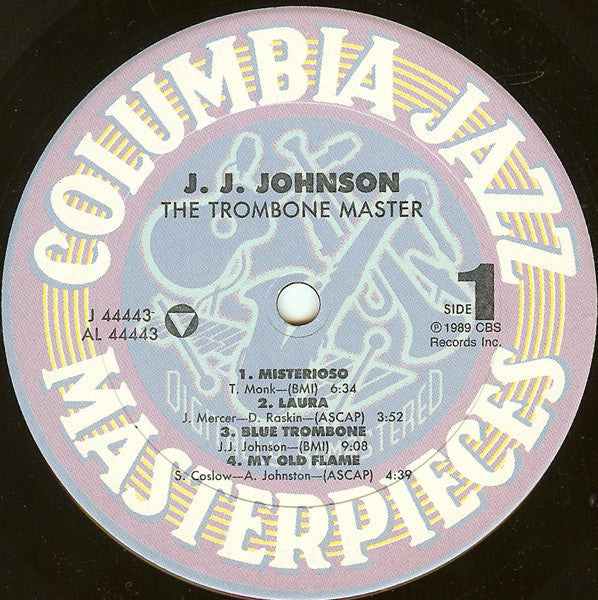 COLUMBIA JAZZ
J. J. JOHNSON
THE TROMBONE MASTER
J 44443
AL 44443
SIDE 1
℗ 1989 CBS
Records Inc.
1. MISTERIOSO
T. Monk—(BMI) 6:34
2. LAURA
J. Mercer—D. Raskin—(ASCAP) 3:52
3. BLUE TROMBONE
J.J. Johnson—(BMI) 9:08
4. MY OLD FLAME
S. Coslow—A. Johnston—(ASCAP) 4:39
MASTERPIECES